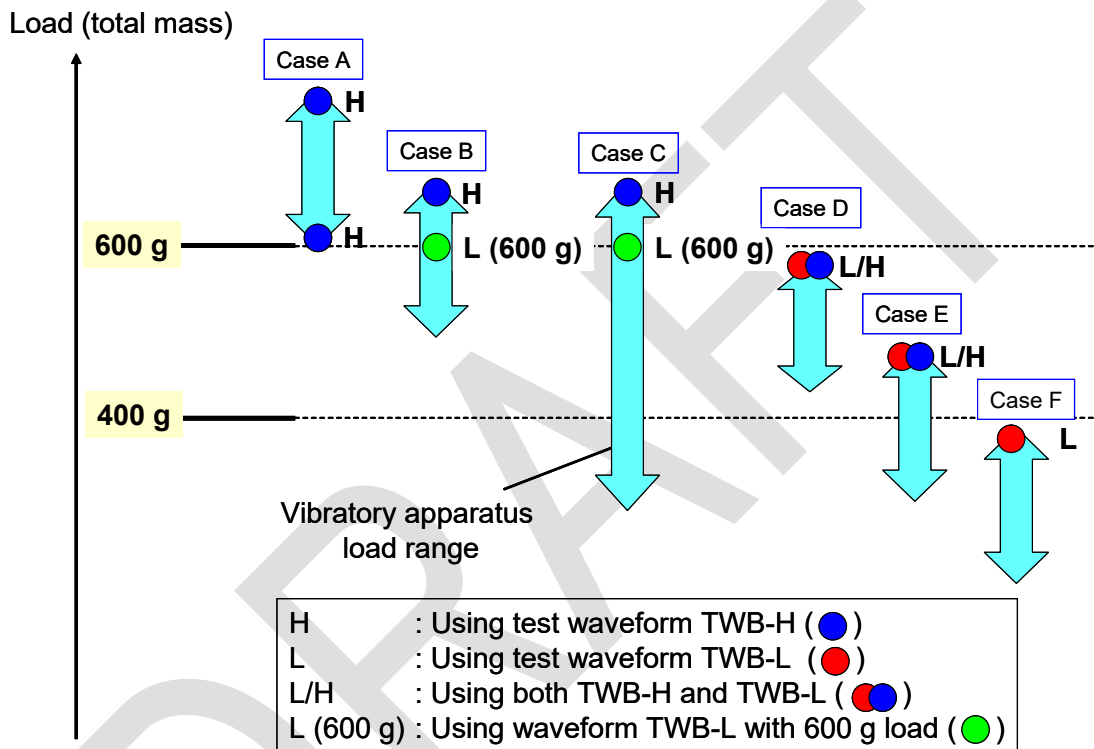 Load (total mass)
Case A
H
Case B
Case C
H
H
Case D
H
600 g
L (600 g)
L (600 g)
L/H
Case E
L/H
Case F
400 g
L
Vibratory apparatus
load range
H : Using test waveform TWB-H ( )
L : Using test waveform TWB-L ( )
L/H : Using both TWB-H and TWB-L ( )
L (600 g) : Using waveform TWB-L with 600 g load ( )
DRAFT